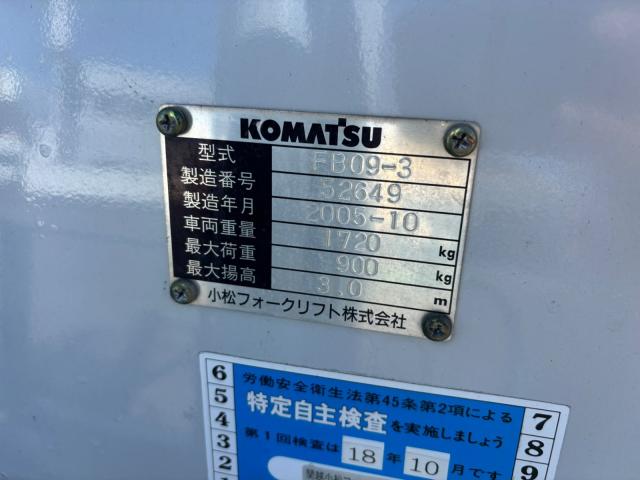 KOMATSU
型式 FB09-3
製造番号 52649
製造年月 2005-10
車両重量 1720 kg
最大荷重 900 kg
最大揚高 3.0 m
小松フォークリフト株式会社
6 労働安全衛生法第45条第2項による 7
5 特定自主検査を実施しましょう 8
4 第1回検査は 18年10月です 9
3
2